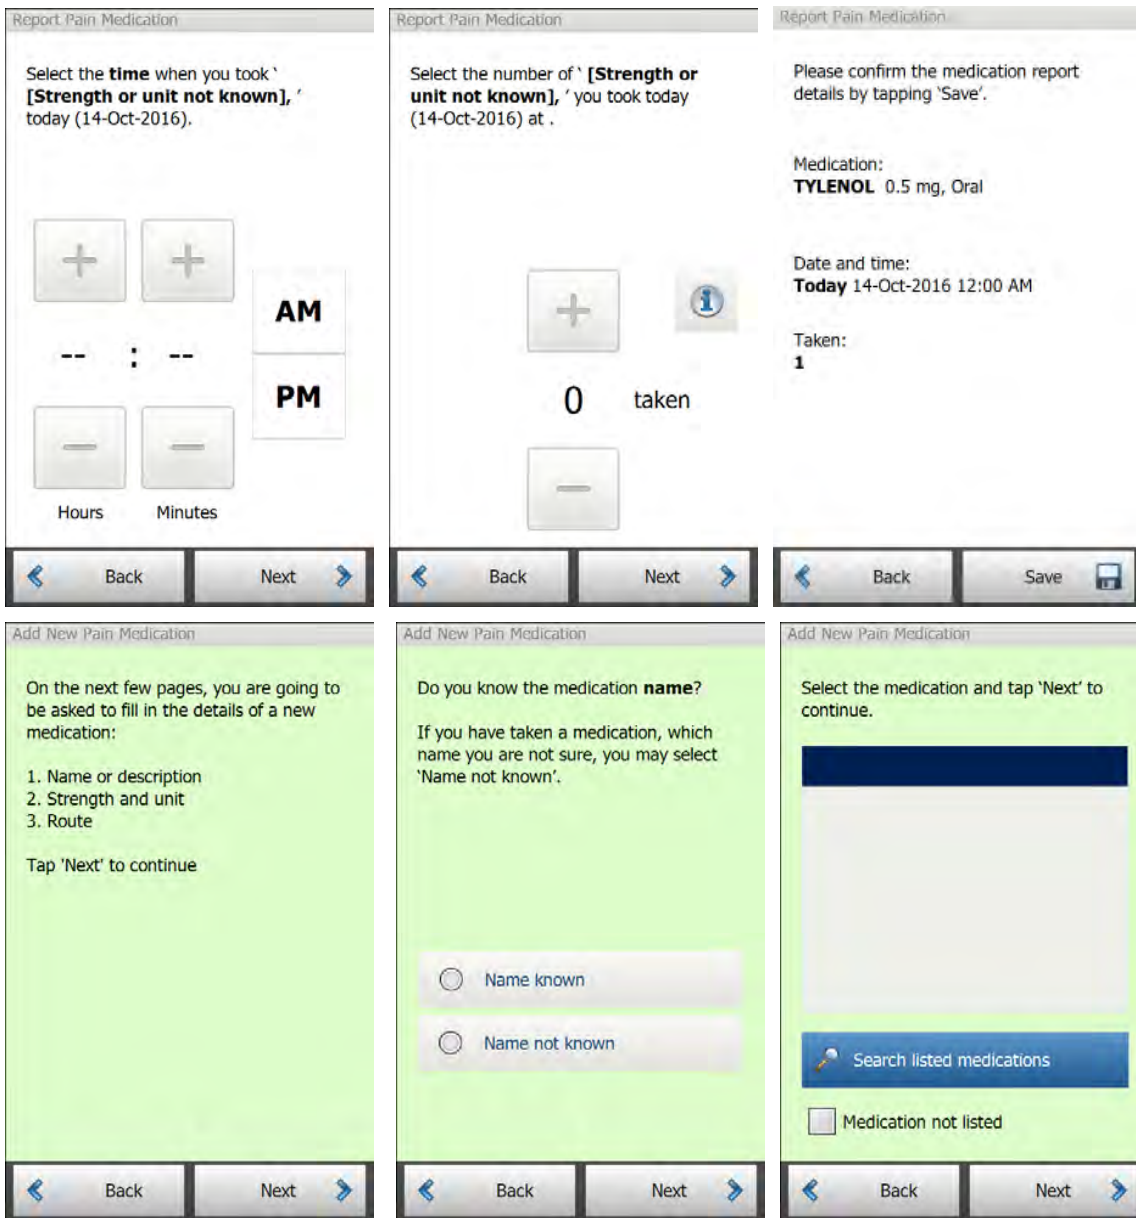 Report Pain Medication
Select the time when you took ‘
[Strength or unit not known], ’
today (14-Oct-2016).
AM
-- : --
PM
Hours Minutes
Back Next
Report Pain Medication
Select the number of ‘ [Strength or
unit not known], ’ you took today
(14-Oct-2016) at .
0 taken
Back Next
Report Pain Medication
Please confirm the medication report
details by tapping ‘Save’.
Medication:
TYLENOL 0.5 mg, Oral
Date and time:
Today 14-Oct-2016 12:00 AM
Taken:
1
Back Save
Add New Pain Medication
On the next few pages, you are going to
be asked to fill in the details of a new
medication:
1. Name or description
2. Strength and unit
3. Route
Tap ‘Next’ to continue
Back Next
Add New Pain Medication
Do you know the medication name?
If you have taken a medication, which
name you are not sure, you may select
‘Name not known’.
Name known
Name not known
Back Next
Add New Pain Medication
Select the medication and tap ‘Next’ to
continue.
Search listed medications
Medication not listed
Back Next